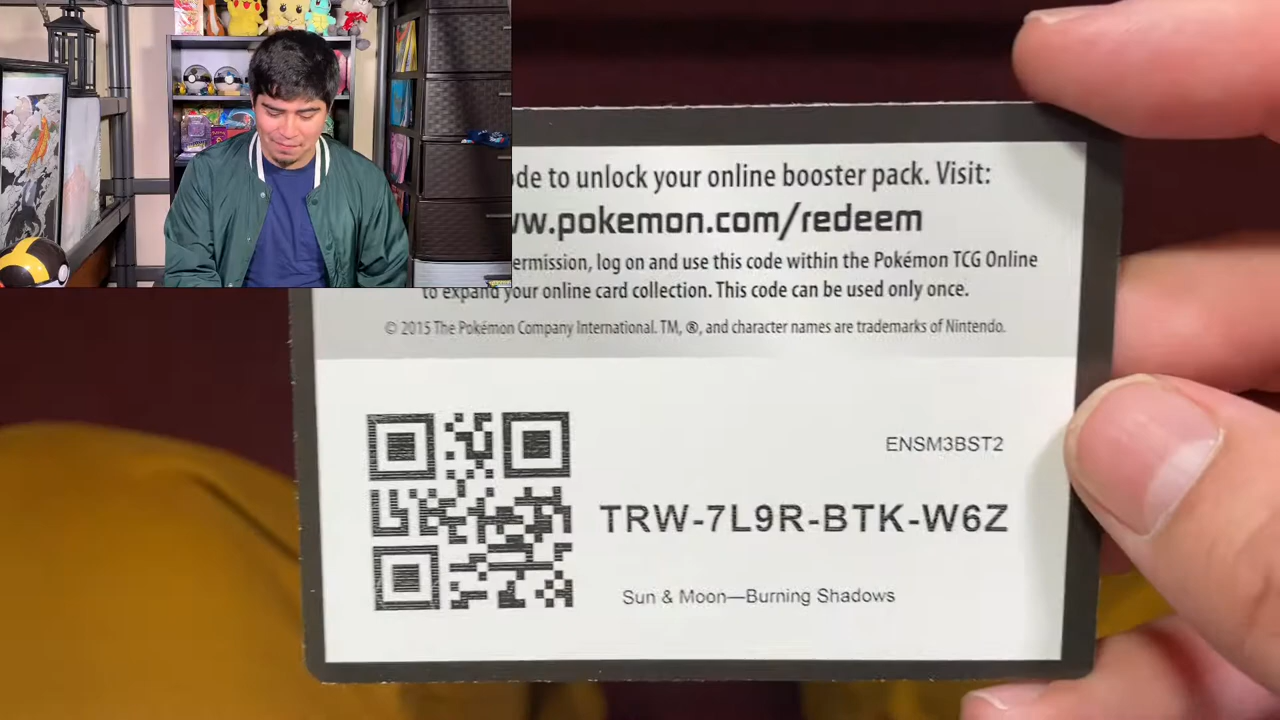 de to unlock your online booster pack. Visit:
w.pokemon.com/redeem
ermission, log on and use this code within the Pokémon TCG Online
to expand your online card collection. This code can be used only once.
© 2015 The Pokémon Company International. TM, ®, and character names are trademarks of Nintendo.
ENSM3BST2
TRW-7L9R-BTK-W6Z
Sun & Moon—Burning Shadows